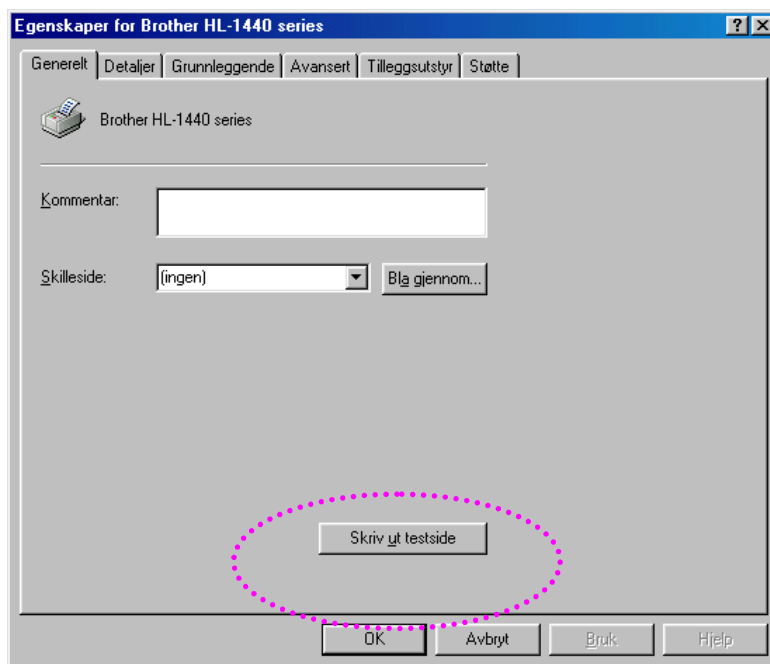 Egenskaper for Brother HL-1440 series
Generelt Detaljer Grunnleggende Avansert Tilleggsutstyr Støtte
Brother HL-1440 series
Kommentar:
Skilleside: (ingen) Bla gjennom...
Skriv ut testside
OK Avbryt Bruk Hjelp